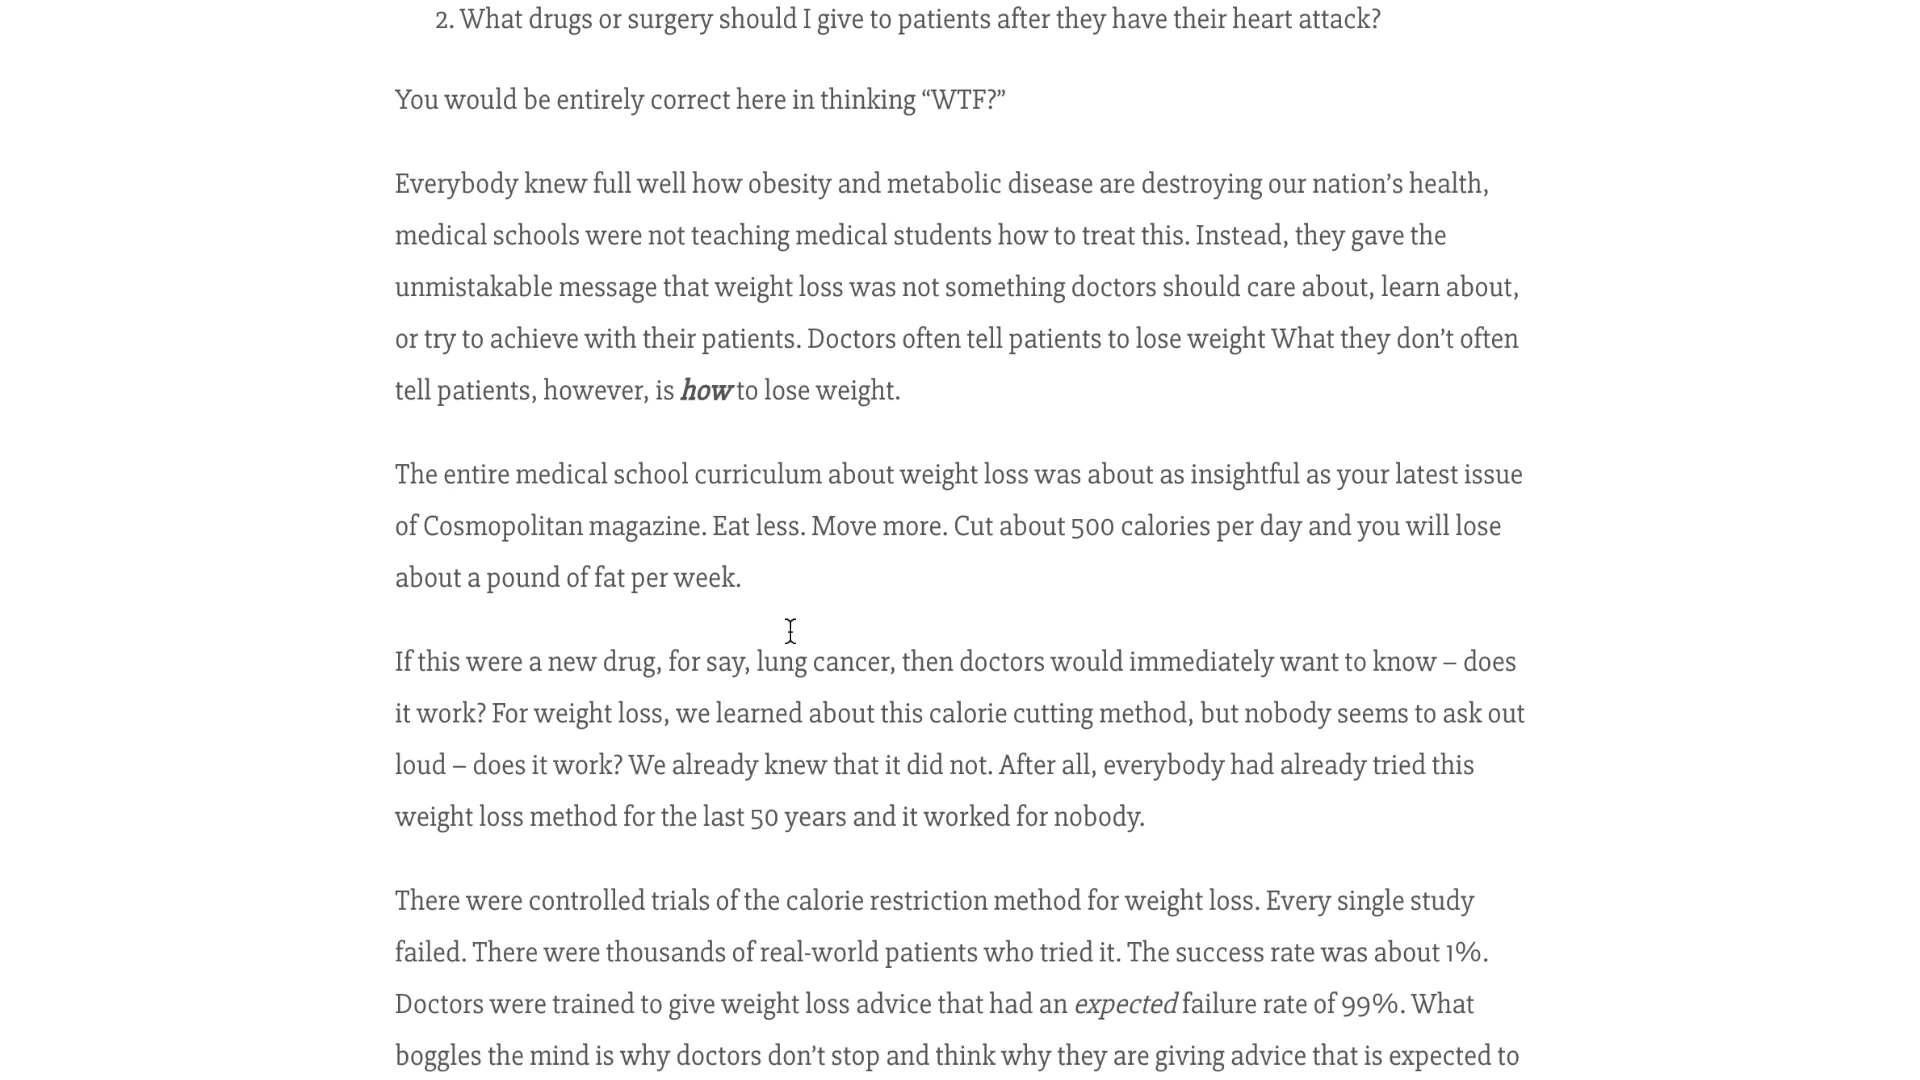 2. What drugs or surgery should I give to patients after they have their heart attack?
You would be entirely correct here in thinking “WTF?”
Everybody knew full well how obesity and metabolic disease are destroying our nation’s health,
medical schools were not teaching medical students how to treat this. Instead, they gave the
unmistakable message that weight loss was not something doctors should care about, learn about,
or try to achieve with their patients. Doctors often tell patients to lose weight What they don’t often
tell patients, however, is how to lose weight.
The entire medical school curriculum about weight loss was about as insightful as your latest issue
of Cosmopolitan magazine. Eat less. Move more. Cut about 500 calories per day and you will lose
about a pound of fat per week.
If this were a new drug, for say, lung cancer, then doctors would immediately want to know – does
it work? For weight loss, we learned about this calorie cutting method, but nobody seems to ask out
loud – does it work? We already knew that it did not. After all, everybody had already tried this
weight loss method for the last 50 years and it worked for nobody.
There were controlled trials of the calorie restriction method for weight loss. Every single study
failed. There were thousands of real-world patients who tried it. The success rate was about 1%.
Doctors were trained to give weight loss advice that had an expected failure rate of 99%. What
boggles the mind is why doctors don’t stop and think why they are giving advice that is expected to